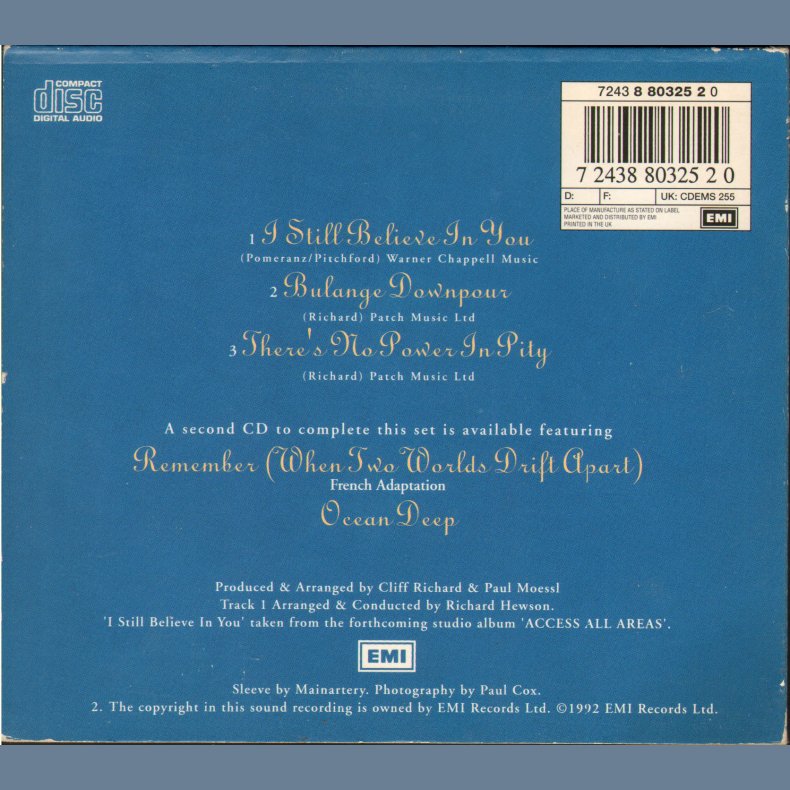 COMPACT
disc
DIGITAL AUDIO
7243 8 80325 2 0
7 24388 80325 2 0
D: F: UK: CDEMS 255
PLACE OF MANUFACTURE AS STATED ON LABEL
MARKETED AND DISTRIBUTED BY EMI
PRINTED IN THE UK
EMI
1 I Still Believe In You
(Pomeranz/Pitchford) Warner Chappell Music
2 Bulange Downpour
(Richard) Patch Music Ltd
3 There's No Power In Pity
(Richard) Patch Music Ltd
A second CD to complete this set is available featuring
Remember (When Two Worlds Drift Apart)
French Adaptation
Ocean Deep
Produced & Arranged by Cliff Richard & Paul Moessl
Track 1 Arranged & Conducted by Richard Hewson.
'I Still Believe In You' taken from the forthcoming studio album 'ACCESS ALL AREAS'.
EMI
Sleeve by Mainartery. Photography by Paul Cox.
2. The copyright in this sound recording is owned by EMI Records Ltd. ©1992 EMI Records Ltd.